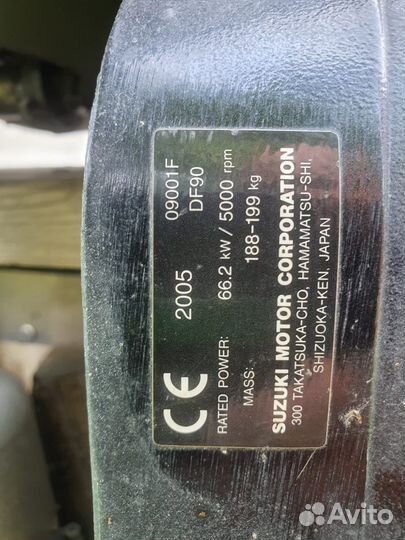 CE 2005 09001F
DF90
RATED POWER: 66.2 kW / 5000 rpm
MASS: 188-199 kg
SUZUKI MOTOR CORPORATION
300 TAKATSUKA-CHO, HAMAMATSU-SHI,
SHIZUOKA-KEN, JAPAN
Avito